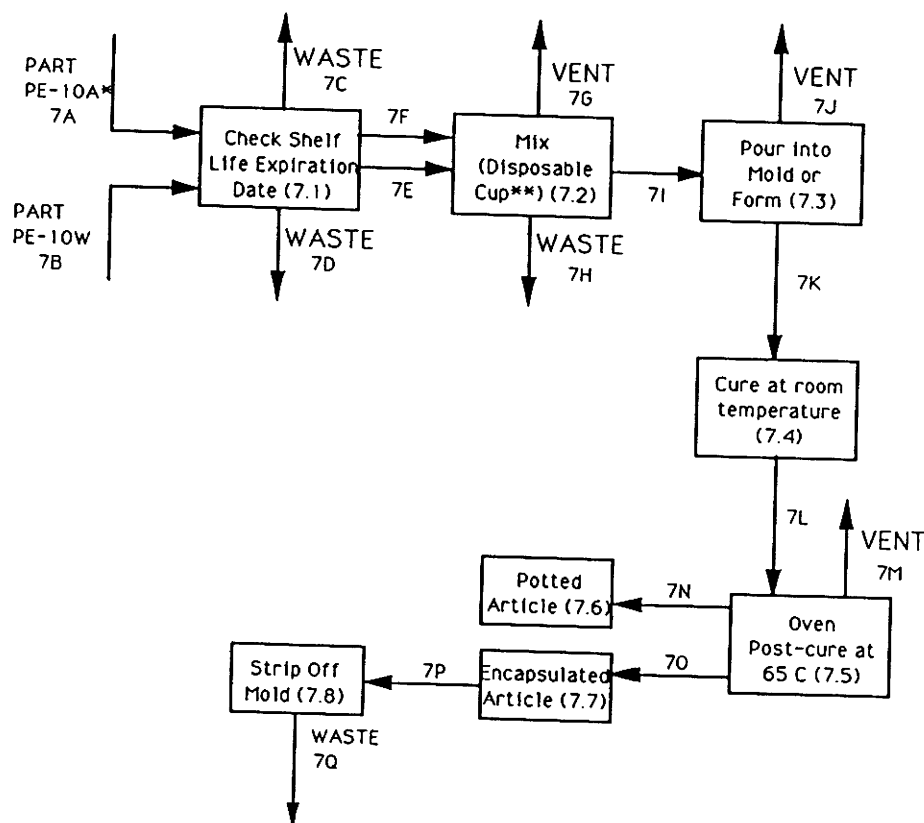 PART
PE-10A*
7A
WASTE
7C
VENT
7G
VENT
7J
7F
7E
Check Shelf
Life Expiration
Date (7.1)
Mix
(Disposable
Cup**) (7.2)
7I
Pour into
Mold or
Form (7.3)
PART
PE-10W
7B
WASTE
7D
WASTE
7H
7K
Cure at room
temperature
(7.4)
7L
VENT
7M
Potted
Article (7.6)
7N
Oven
Post-cure at
65 C (7.5)
Strip Off
Mold (7.8)
7P
Encapsulated
Article (7.7)
7O
WASTE
7Q